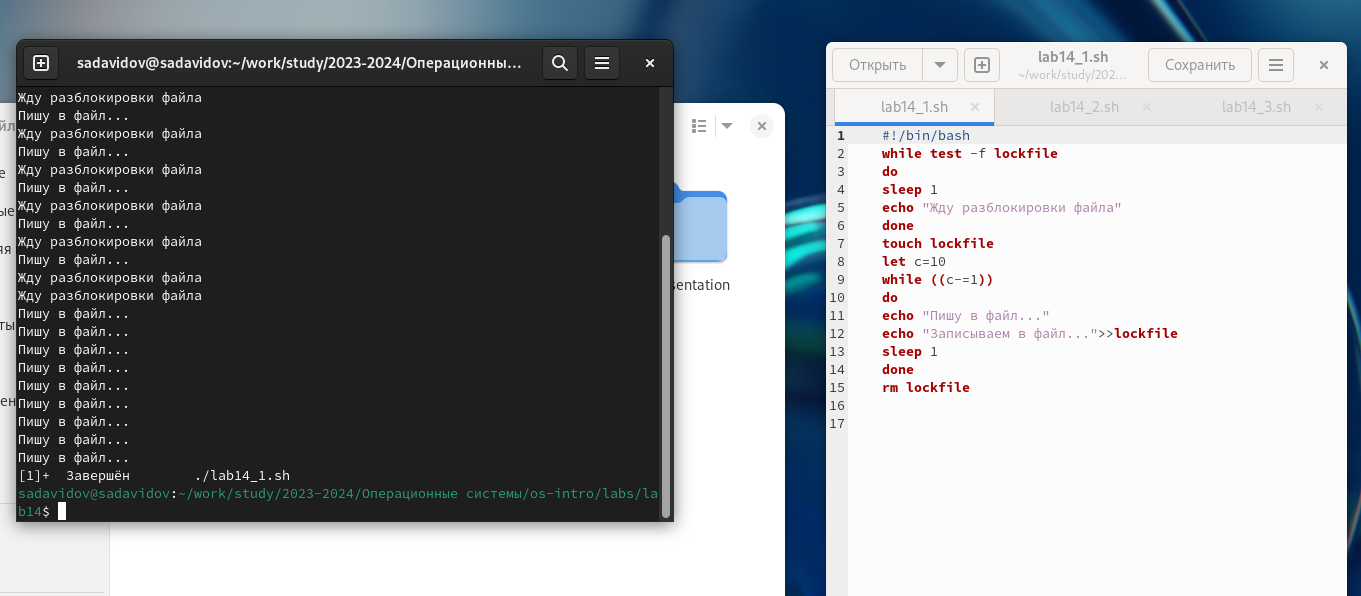 sadavidov@sadavidov:~/work/study/2023-2024/Операционны...
Жду разблокировки файла
Пишу в файл...
Жду разблокировки файла
Пишу в файл...
Жду разблокировки файла
Пишу в файл...
Жду разблокировки файла
Пишу в файл...
Жду разблокировки файла
Пишу в файл...
Жду разблокировки файла
Жду разблокировки файла
Пишу в файл...
Пишу в файл...
Пишу в файл...
Пишу в файл...
Пишу в файл...
Пишу в файл...
Пишу в файл...
Пишу в файл...
Пишу в файл...
[1]+  Завершён        ./lab14_1.sh
sadavidov@sadavidov:~/work/study/2023-2024/Операционные системы/os-intro/labs/la
b14$
sentation
Открыть
lab14_1.sh
~/work/study/202...
Сохранить
lab14_1.sh
lab14_2.sh
lab14_3.sh
1 #!/bin/bash
2 while test -f lockfile
3 do
4 sleep 1
5 echo "Жду разблокировки файла"
6 done
7 touch lockfile
8 let c=10
9 while ((c-=1))
10 do
11 echo "Пишу в файл..."
12 echo "Записываем в файл...">>lockfile
13 sleep 1
14 done
15 rm lockfile
16
17